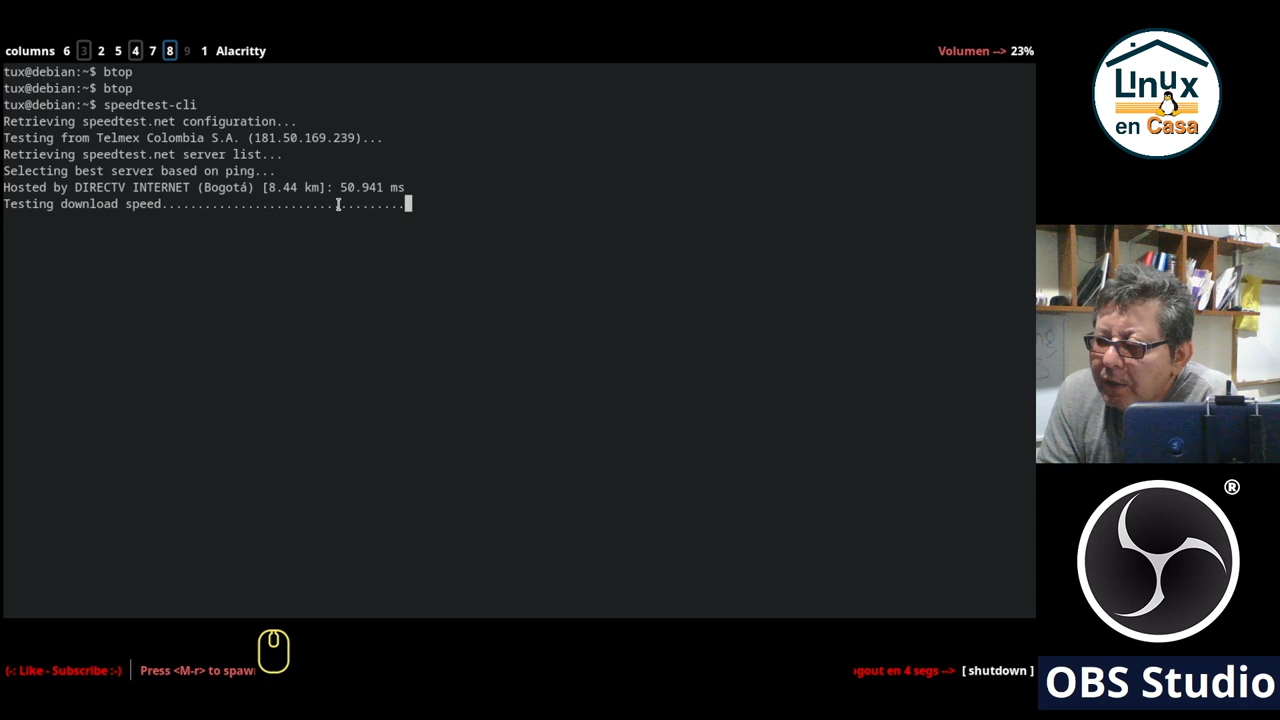 columns 6 3 2 5 4 7 8 9 1 Alacritty
Volumen --> 23%
tux@debian:~$ btop
tux@debian:~$ btop
tux@debian:~$ speedtest-cli
Retrieving speedtest.net configuration...
Testing from Telmex Colombia S.A. (181.50.169.239)...
Retrieving speedtest.net server list...
Selecting best server based on ping...
Hosted by DIRECTV INTERNET (Bogotá) [8.44 km]: 50.941 ms
Testing download speed..................................
Linux
en Casa
®
(-: Like - Subscribe :-)
Press <M-r> to spaw
ogout en 4 segs --> [ shutdown ]
OBS Studio